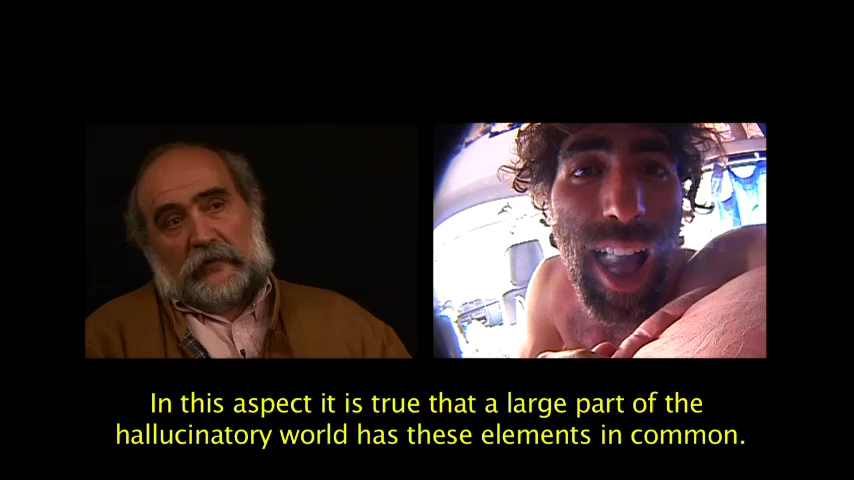 In this aspect it is true that a large part of the
hallucinatory world has these elements in common.